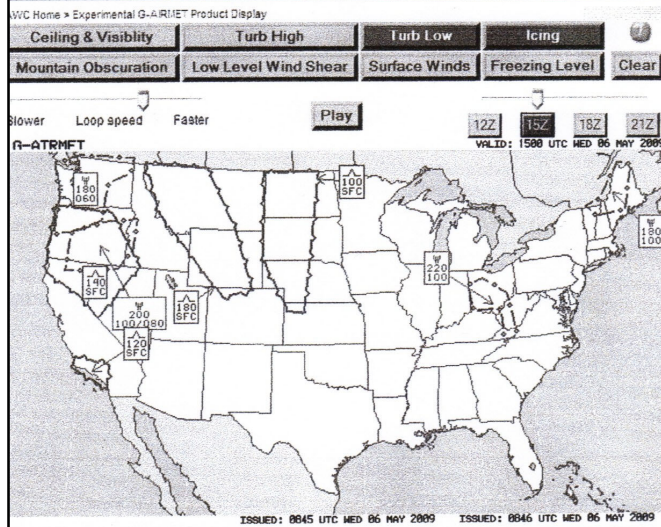 AWC Home > Experimental G-AIRMET Product Display
Ceiling & Visiblity Turb High Turb Low Icing
Mountain Obscuration Low Level Wind Shear Surface Winds Freezing Level Clear
Slower Loop speed Faster Play 12Z 15Z 18Z 21Z
G-AIRMET VALID: 1500 UTC WED 06 MAY 2009
180
060
100
SFC
180
100
220
100
190
SFC
180
SFC
200
100/080
120
SFC
ISSUED: 0845 UTC WED 06 MAY 2009 ISSUED: 0846 UTC WED 06 MAY 2009